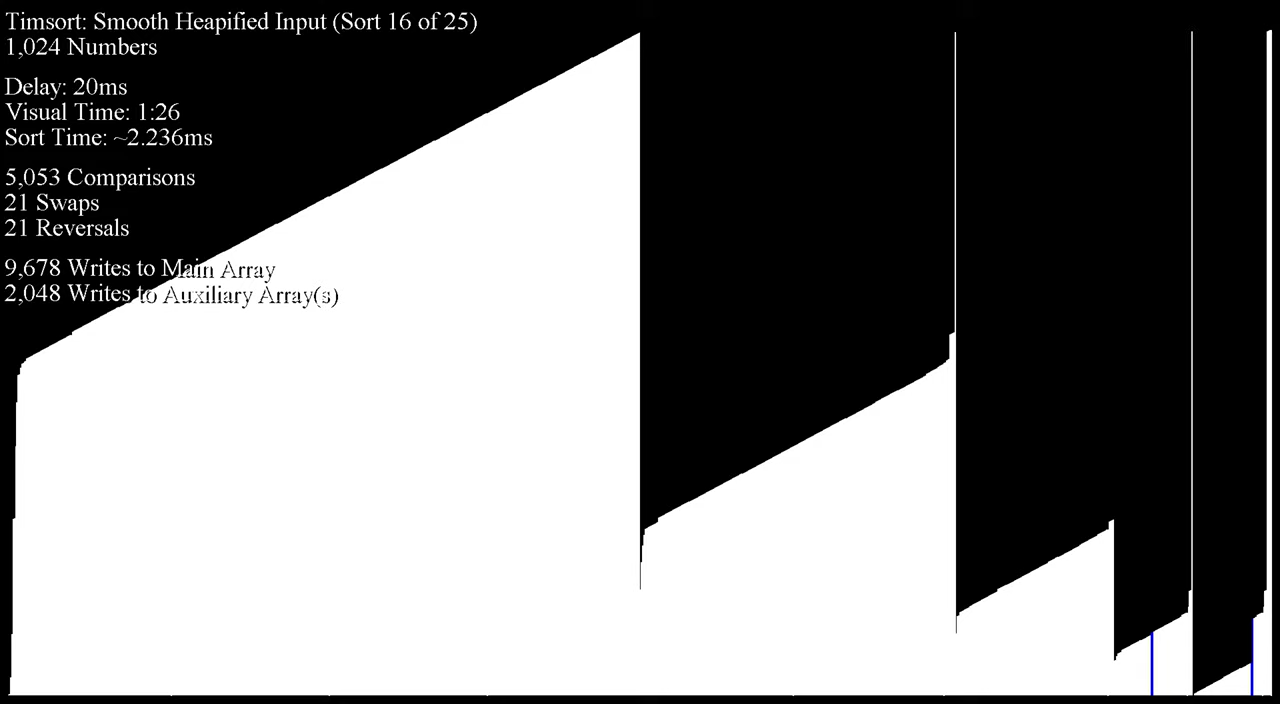 Timsort: Smooth Heapified Input (Sort 16 of 25)
1,024 Numbers
Delay: 20ms
Visual Time: 1:26
Sort Time: ~2.236ms
5,053 Comparisons
21 Swaps
21 Reversals
9,678 Writes to Main Array
2,048 Writes to Auxiliary Array(s)